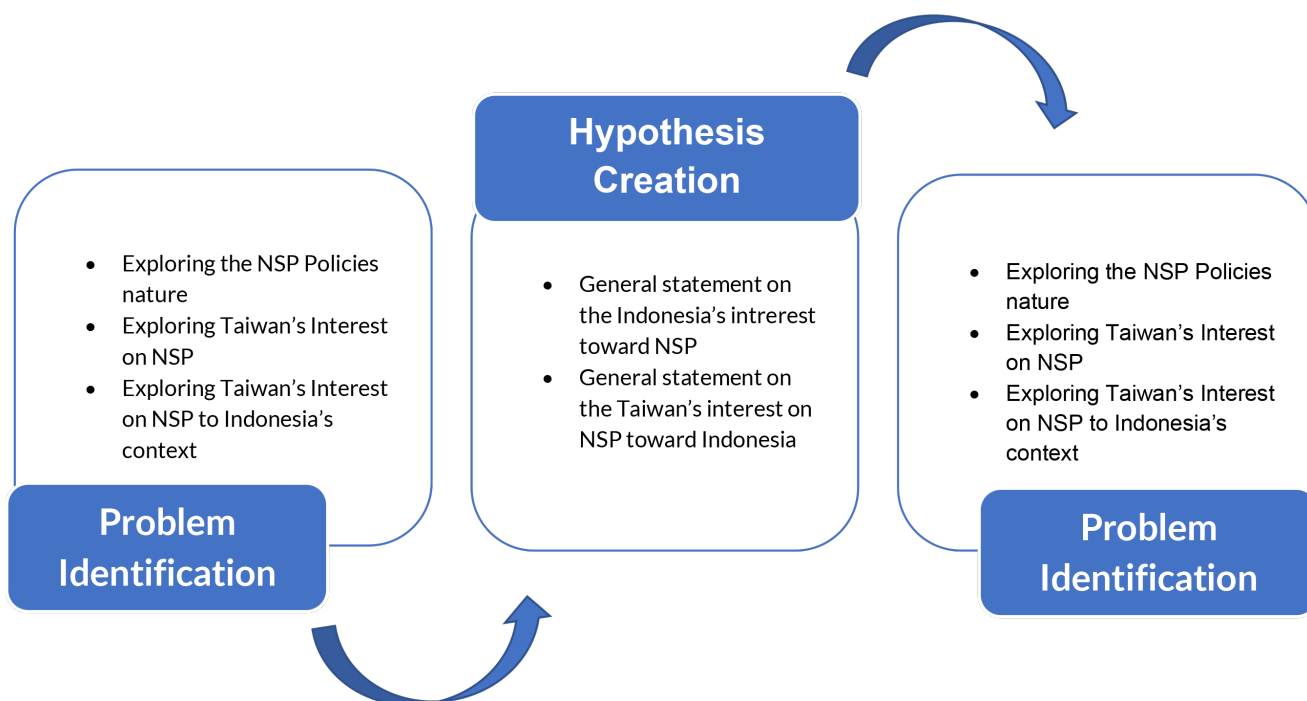 • Exploring the NSP Policies
nature
• Exploring Taiwan’s Interest
on NSP
• Exploring Taiwan’s Interest
on NSP to Indonesia’s
context
Problem
Identification
Hypothesis
Creation
• General statement on
the Indonesia’s intrerest
toward NSP
• General statement on
the Taiwan’s interest on
NSP toward Indonesia
• Exploring the NSP Policies
nature
• Exploring Taiwan’s Interest
on NSP
• Exploring Taiwan’s Interest
on NSP to Indonesia’s
context
Problem
Identification